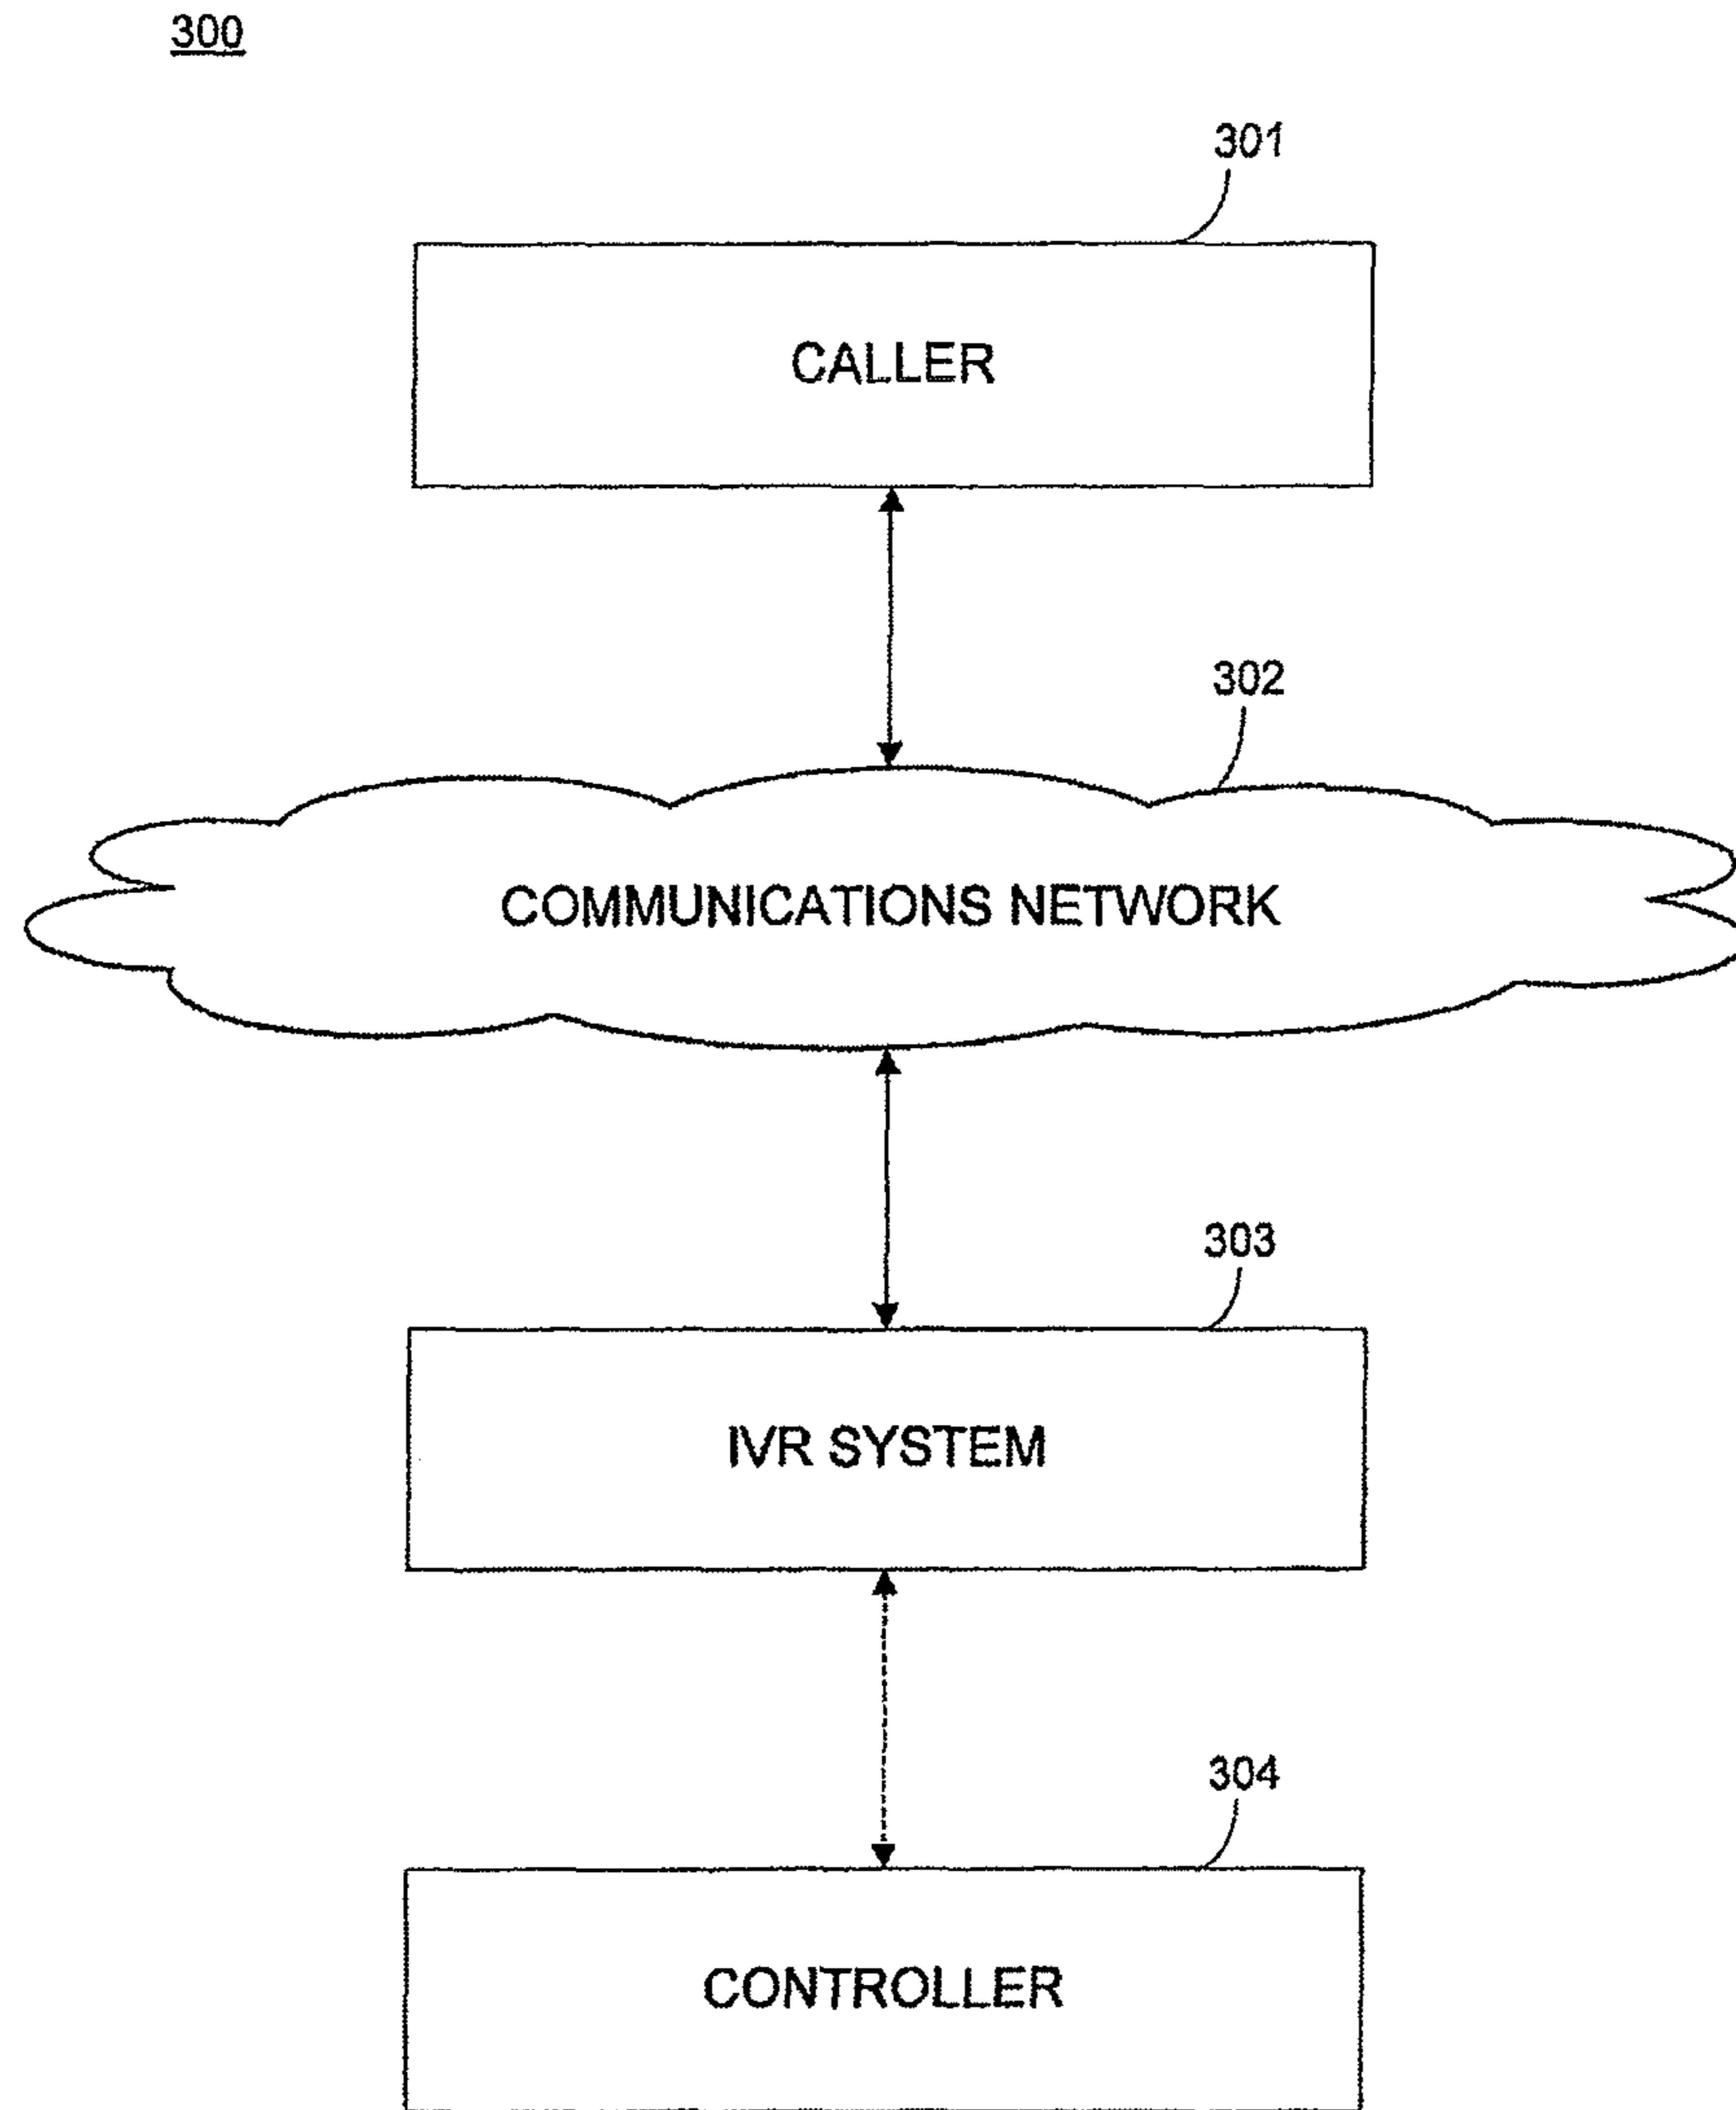 300
301
CALLER
302
COMMUNICATIONS NETWORK
303
IVR SYSTEM
304
CONTROLLER